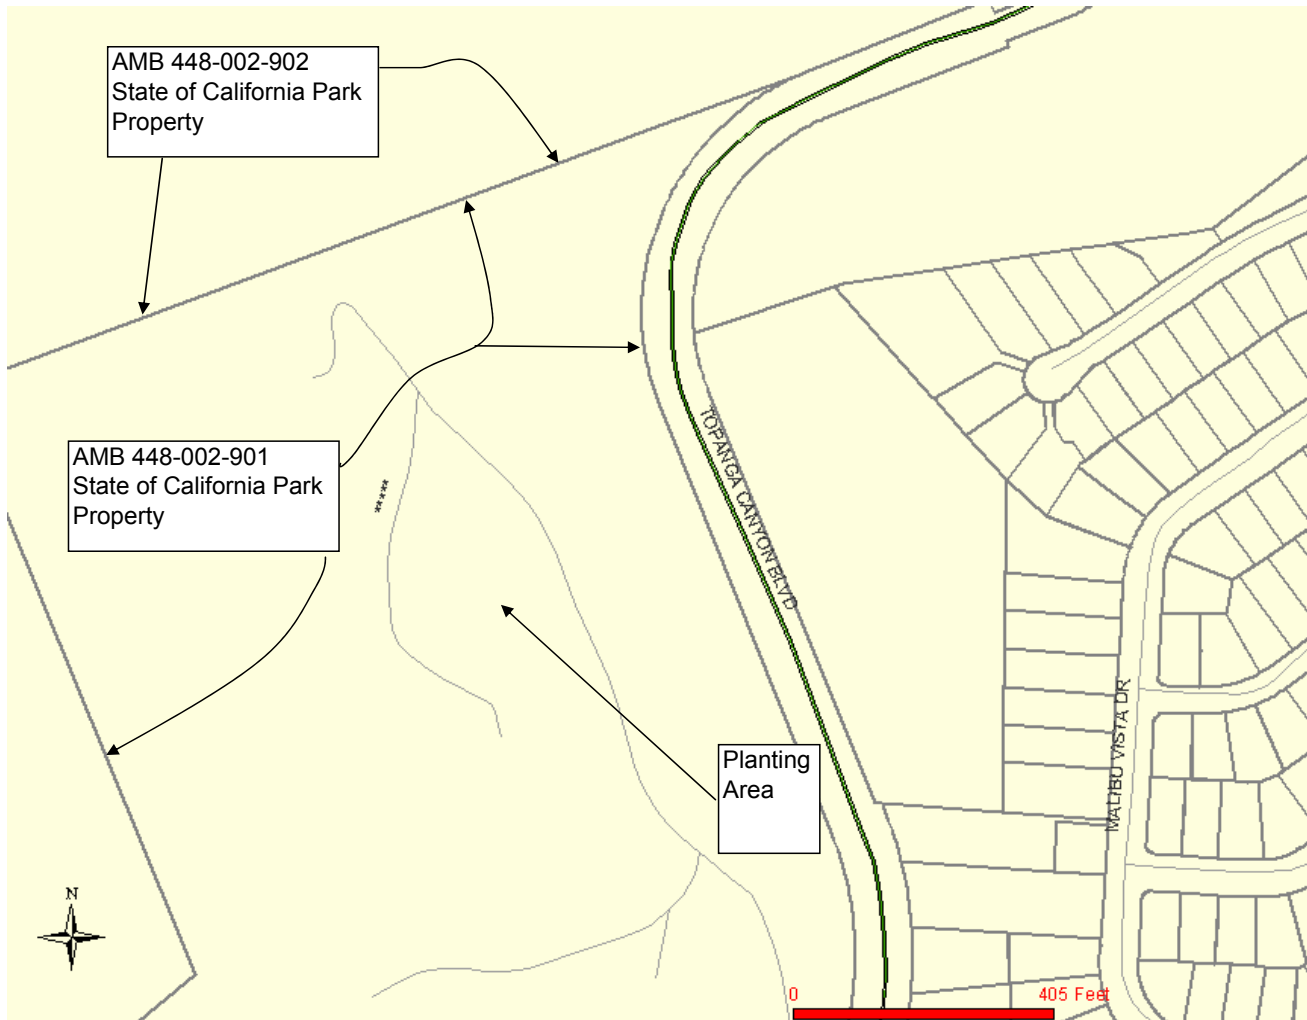 AMB 448-002-902
State of California Park
Property
AMB 448-002-901
State of California Park
Property
*****
TOPANGA CANYON BLVD
Planting
Area
MALIBU VISTA DR
N
0
405 Feet